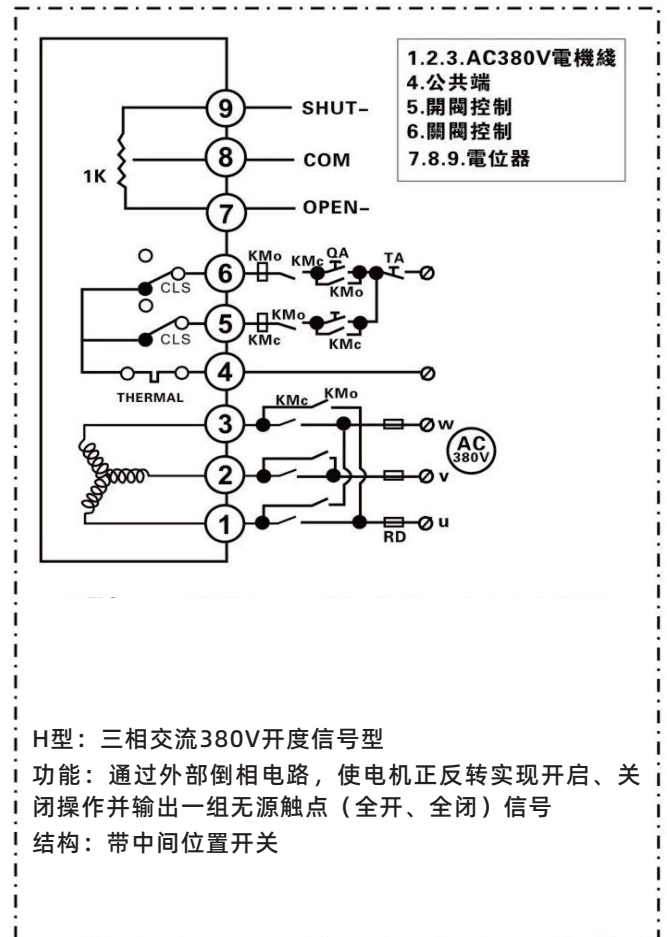 1.2.3.AC380V電機綫
4.公共端
5.開閥控制
6.關閥控制
7.8.9.電位器
9 SHUT-
8 COM
1K
7 OPEN-
6 KMo KMc QA TA
CLS KMo
5 KMc KMo
CLS KMc
4
THERMAL
3 KMc KMo w
AC
380V
2 v
1 u
RD
H型：三相交流380V开度信号型
功能：通过外部倒相电路，使电机正反转实现开启、关
闭操作并输出一组无源触点（全开、全闭）信号
结构：带中间位置开关